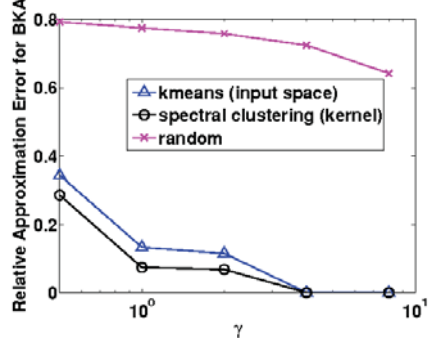 Relative Approximation Error for BKA
0.8
0.6
0.4
0.2
0
kmeans (input space)
spectral clustering (kernel)
random
10⁰
10¹
γ